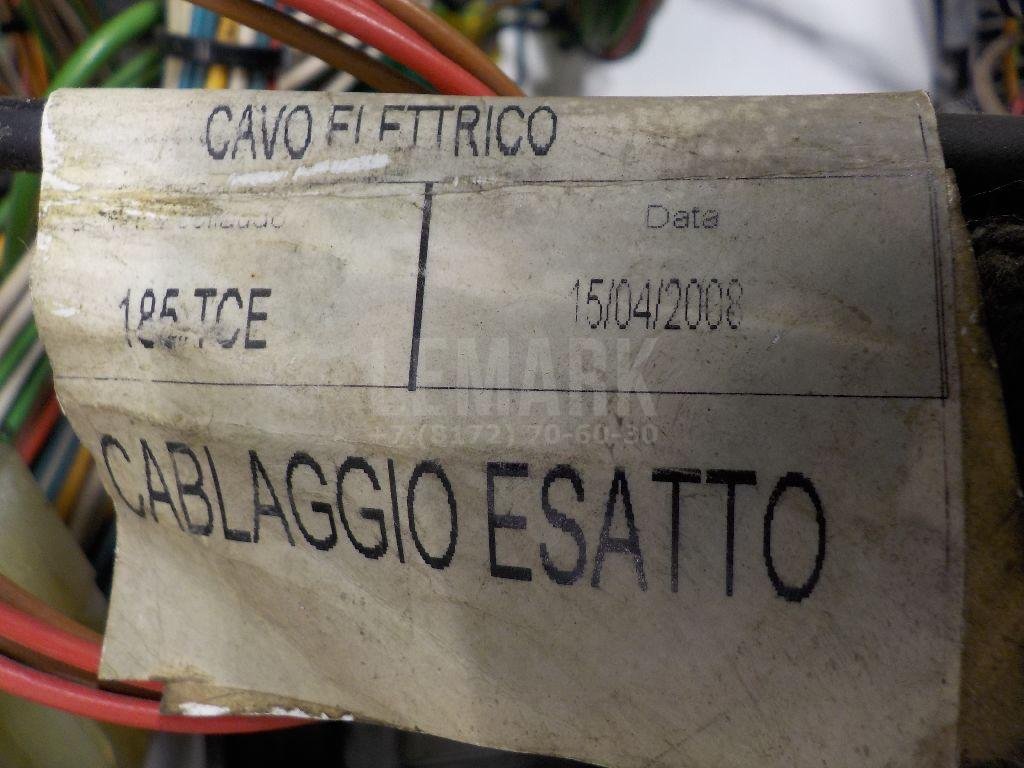 CAVO ELETTRICO
Data
185 TCE
15/04/2008
LEMARK
+7 (8172) 70-60-30
CABLAGGIO ESATTO